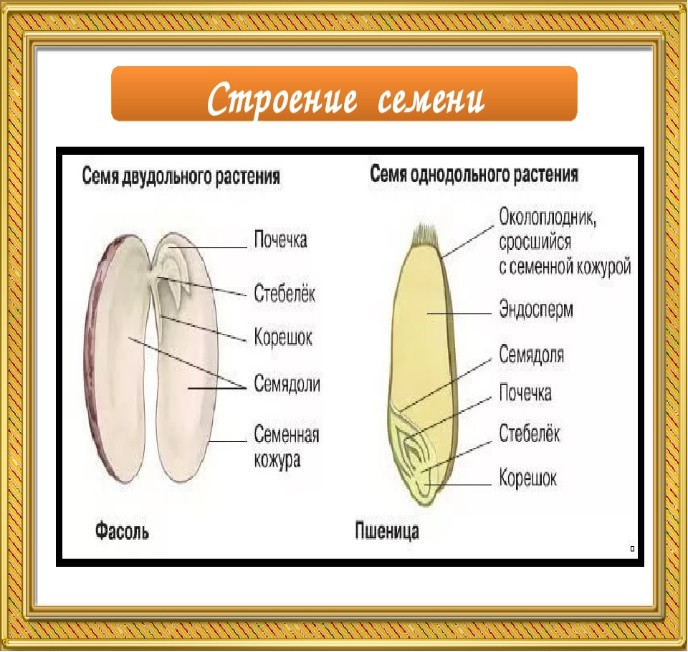 Строение семени
Семя двудольного растения
Почечка
Стебелёк
Корешок
Семядоли
Семенная
кожура
Фасоль
Семя однодольного растения
Околоплодник,
сросшийся
с семенной кожурой
Эндосперм
Семядоля
Почечка
Стебелёк
Корешок
Пшеница